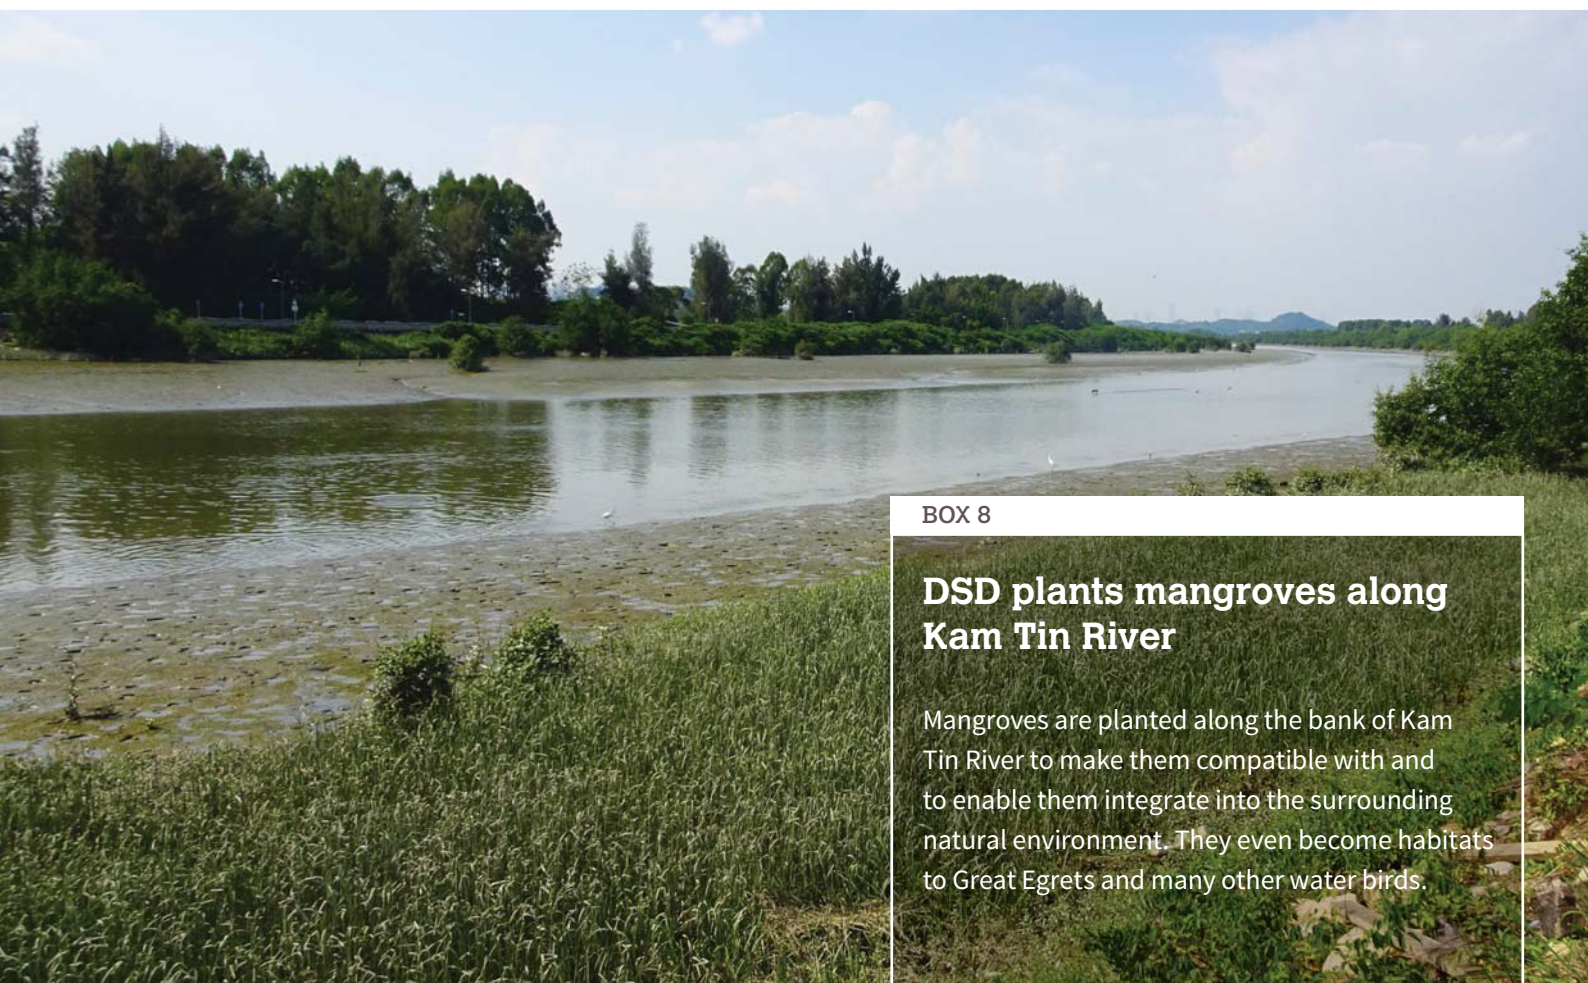 BOX 8
DSD plants mangroves along
Kam Tin River
Mangroves are planted along the bank of Kam
Tin River to make them compatible with and
to enable them integrate into the surrounding
natural environment. They even become habitats
to Great Egrets and many other water birds.